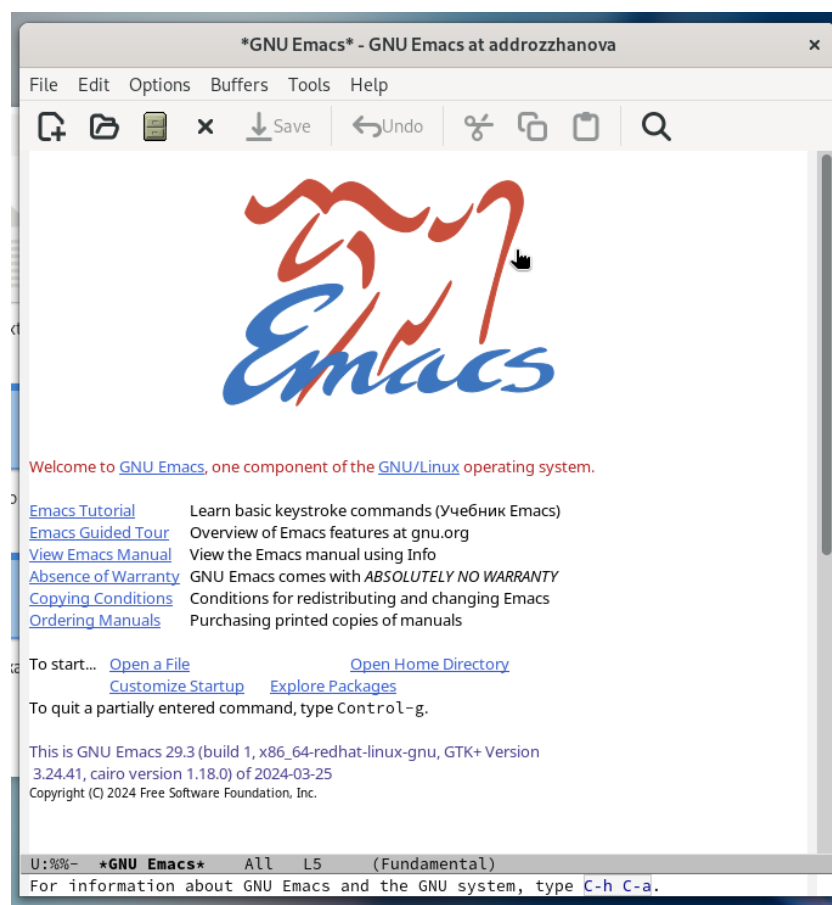 *GNU Emacs* - GNU Emacs at addrozzhanova
File Edit Options Buffers Tools Help
Save Undo
Emacs
Welcome to GNU Emacs, one component of the GNU/Linux operating system.
Emacs Tutorial Learn basic keystroke commands (Учебник Emacs)
Emacs Guided Tour Overview of Emacs features at gnu.org
View Emacs Manual View the Emacs manual using Info
Absence of Warranty GNU Emacs comes with ABSOLUTELY NO WARRANTY
Copying Conditions Conditions for redistributing and changing Emacs
Ordering Manuals Purchasing printed copies of manuals
To start... Open a File Open Home Directory
Customize Startup Explore Packages
To quit a partially entered command, type Control-g.
This is GNU Emacs 29.3 (build 1, x86_64-redhat-linux-gnu, GTK+ Version
3.24.41, cairo version 1.18.0) of 2024-03-25
Copyright (C) 2024 Free Software Foundation, Inc.
U:%%- *GNU Emacs* All L5 (Fundamental)
For information about GNU Emacs and the GNU system, type C-h C-a.